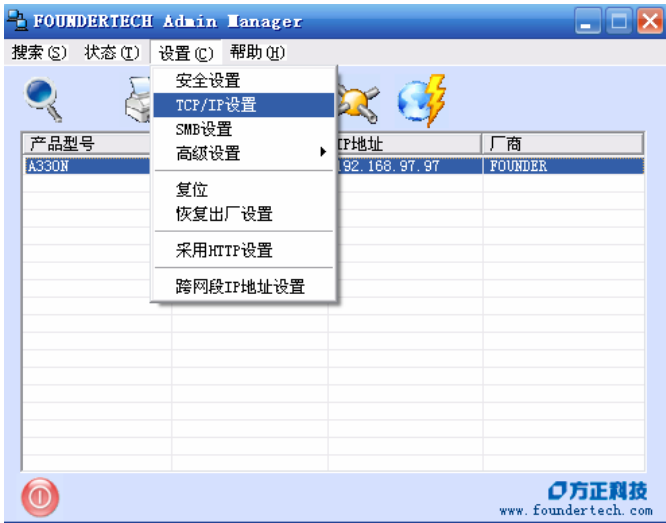 FOUNDERTECH Admin Manager
搜索(S) 状态(T) 设置(C) 帮助(H)
安全设置
TCP/IP设置
SMB设置
高级设置
复位
恢复出厂设置
采用HTTP设置
跨网段IP地址设置
产品型号 IP地址 厂商
A330N 192.168.97.97 FOUNDER
方正科技
www.foundertech.com